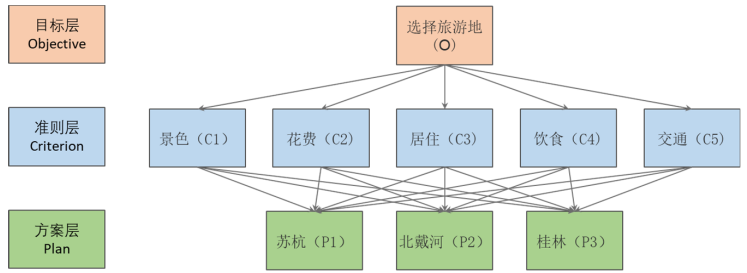 目标层
Objective
选择旅游地
（O）
准则层
Criterion
景色（C1）
花费（C2）
居住（C3）
饮食（C4）
交通（C5）
方案层
Plan
苏杭（P1）
北戴河（P2）
桂林（P3）